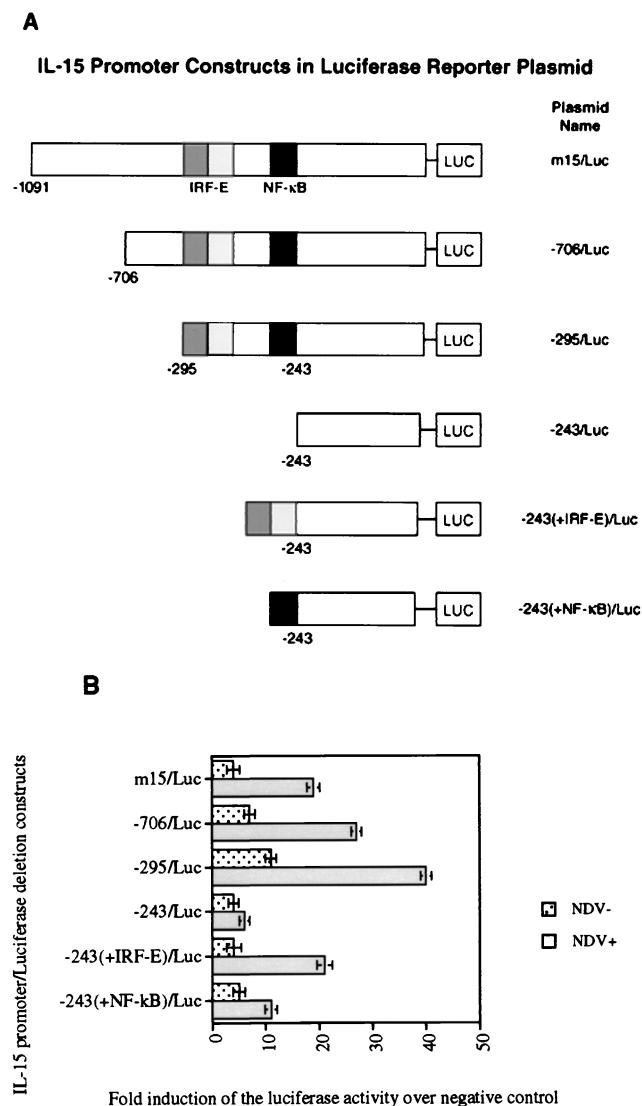 A
IL-15 Promoter Constructs in Luciferase Reporter Plasmid
Plasmid
Name
LUC
m15/Luc
-1091
IRF-E
NF-κB
LUC
-706/Luc
-706
LUC
-295/Luc
-295
-243
LUC
-243/Luc
-243
LUC
-243(+IRF-E)/Luc
-243
LUC
-243(+NF-κB)/Luc
-243
B
IL-15 promoter/Luciferase deletion constructs
m15/Luc
-706/Luc
-295/Luc
-243/Luc
-243(+IRF-E)/Luc
-243(+NF-kB)/Luc
NDV-
NDV+
0
10
20
30
40
50
Fold induction of the luciferase activity over negative control